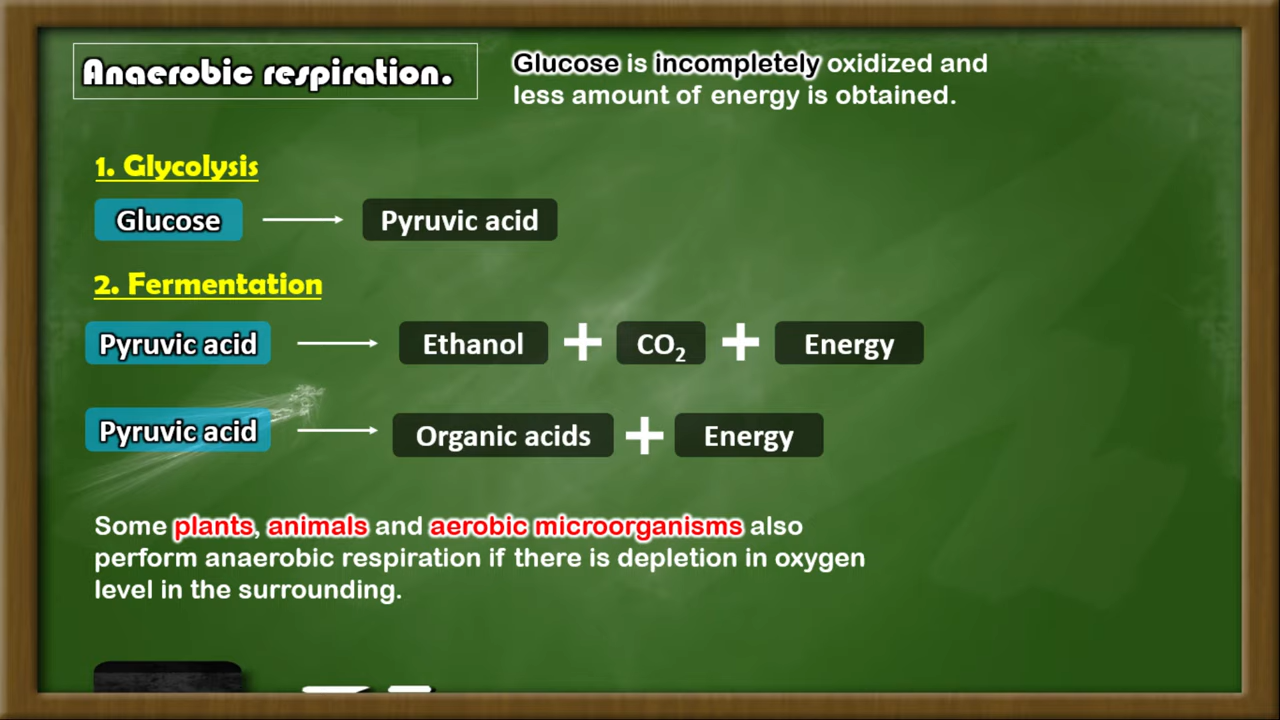 Anaerobic respiration.
Glucose is incompletely oxidized and
less amount of energy is obtained.
1. Glycolysis
Glucose → Pyruvic acid
2. Fermentation
Pyruvic acid → Ethanol + CO₂ + Energy
Pyruvic acid → Organic acids + Energy
Some plants, animals and aerobic microorganisms also
perform anaerobic respiration if there is depletion in oxygen
level in the surrounding.